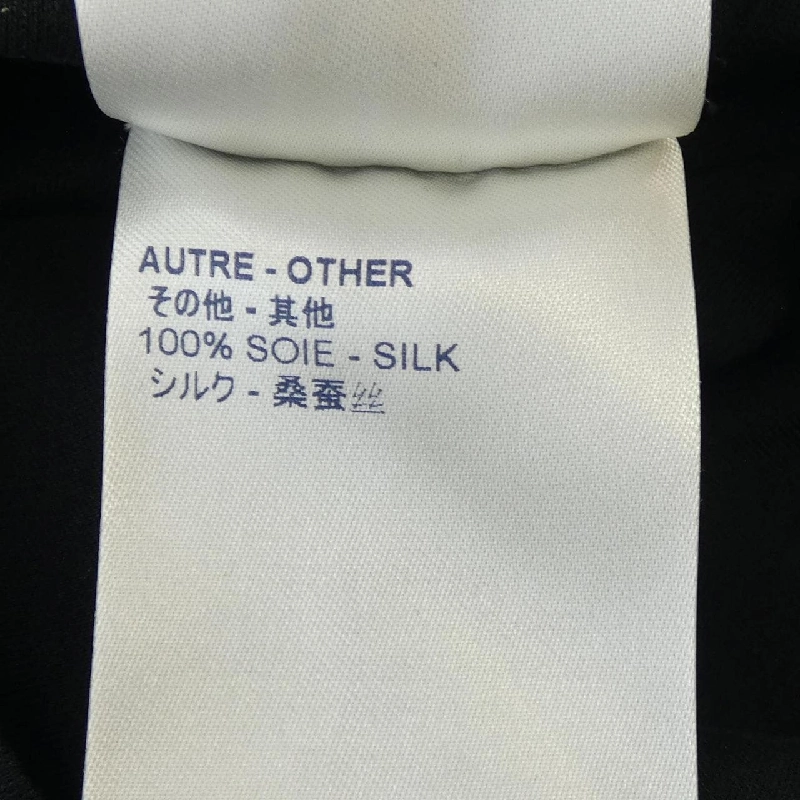 AUTRE - OTHER
その他 - 其他
100% SOIE - SILK
シルク - 桑蚕丝